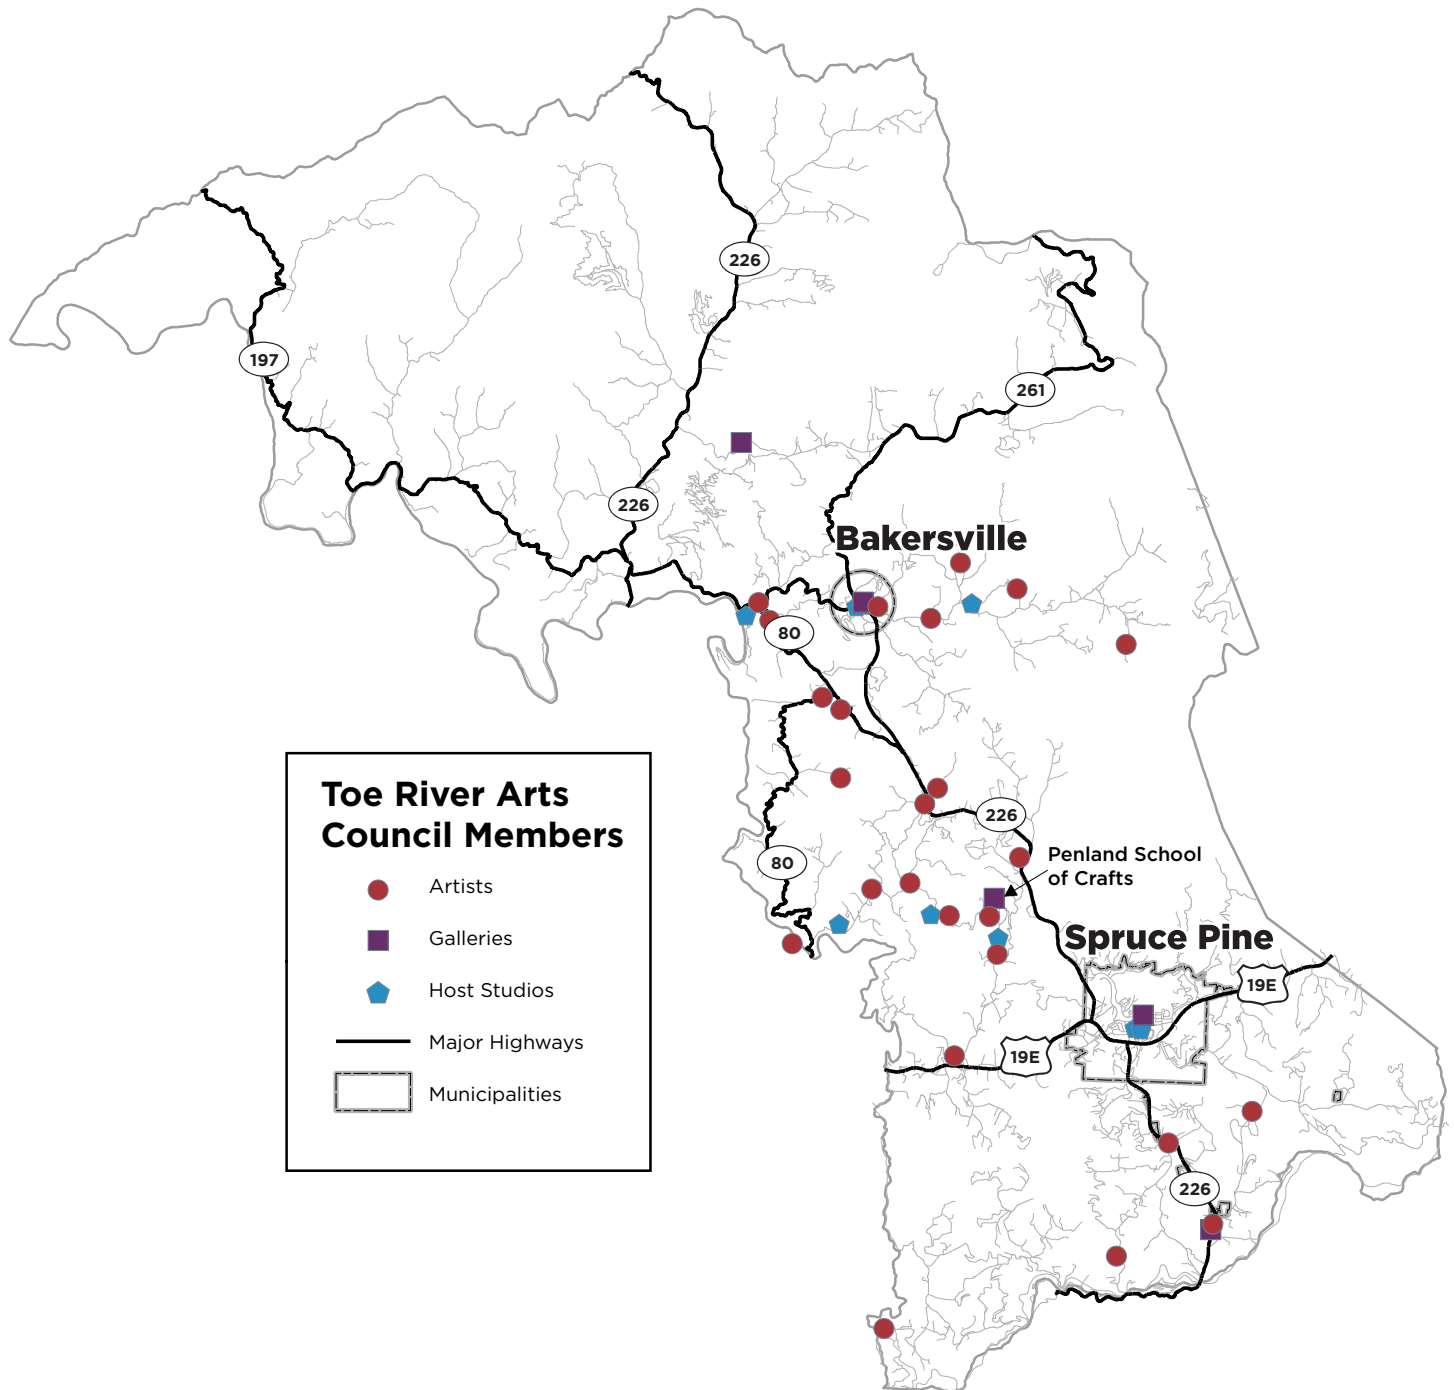 226
197
261
226
Bakersville
80
Toe River Arts
Council Members
Artists
Galleries
Host Studios
Major Highways
Municipalities
226
80
Penland School
of Crafts
Spruce Pine
19E
19E
226